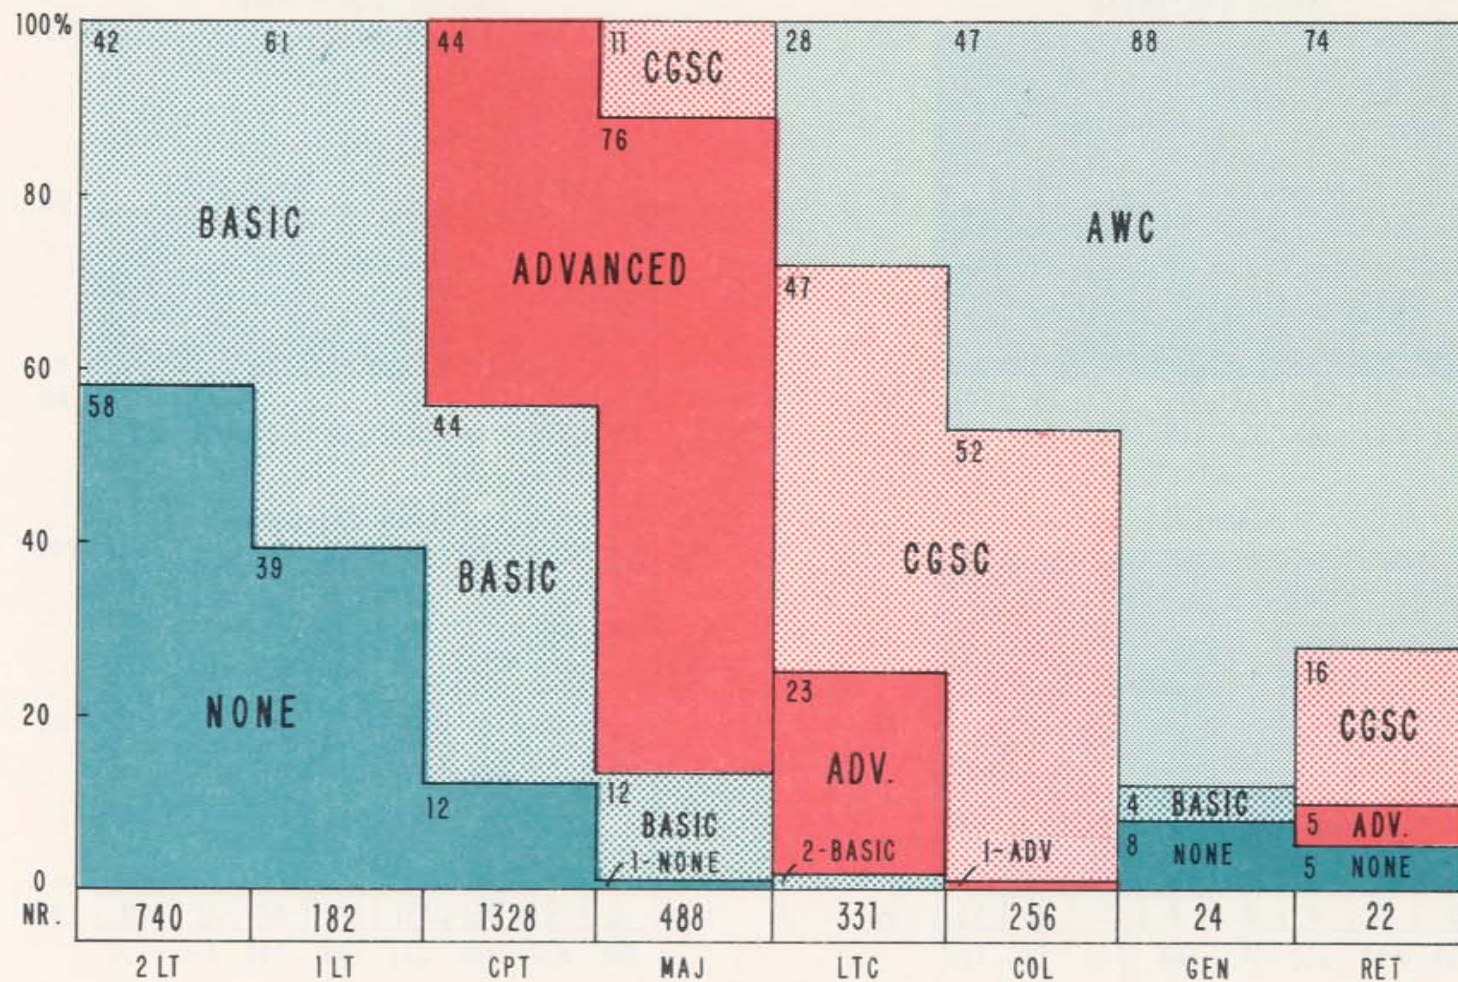 100%
42
61
44
11
28
47
88
74
CGSC
76
80
BASIC
ADVANCED
AWC
47
60
58
44
52
40
39
BASIC
CGSC
16
20
NONE
23
CGSC
12
12
ADV.
4 BASIC
BASIC
5 ADV.
1-NONE
2-BASIC
1-ADV
8 NONE
5 NONE
0
NR. 740 182 1328 488 331 256 24 22
2 LT 1 LT CPT MAJ LTC COL GEN RET